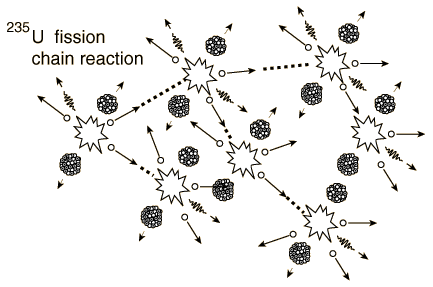 ²³⁵U fission
chain reaction